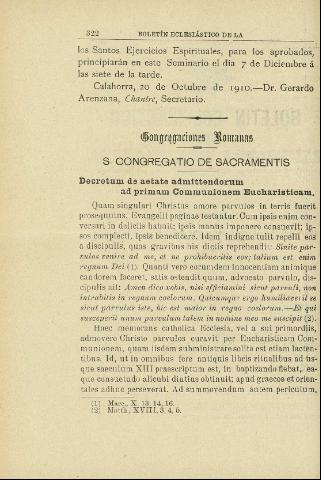 322 BOLETÍN ECLESIÁSTICO DE LA
los Santos Ejercicios Espirituales, para los aprobados,
principiarán en este Seminario el dia 7 de Diciembre á
las siete de la tarde.
Calahorra, 20 de Octubre de 1910.—Dr. Gerardo
Arenzana, Chantre, Secretario.
Congregaciones Romanas
S CONGREGATIO DE SACRAMENTIS
Decretum de aetate admittendorum
ad primam Communionem Eucharisticam.
Quam singulari Christus amore parvulos in terris fuerit
prosequutus, Evangelii paginae testantur. Cum ipsis enim con-
versari in deliciis habuit; ipsis manus imponere consuevit; ip-
sos complecti, ipsis benedicere. Idem indigne tulit repelli eos
a discipulis, quos gravibus his dictis reprehendit: Sinite par-
vulos venire ad me, et ne prohibueritis eos; talium est enim
regnum Dei (1). Quanti vero eorumdem innocentiam animique
candorem faceret, satis ostendit quum, advocato parvulo, dis-
cipulis ait: Amen dico vobis, nisi efficiamini sicut parvuli, non
intrabitis in regnum coelorum. Quicumque ergo humiliaverit se
sicut parvulus iste, hic est maior in regno coelorum.—Et qui
susceperit unum parvulum talem in nomine meo me suscipit (2).
Haec memorans catholica Ecclesia, vel a sui primordiis,
admovere Christo parvulos curavit per Eucharisticam Com-
munionem, quam iisdem subministrare solita est etiam lacten-
tibus. Id, ut in omnibus fere antiquis libris ritualibus ad us-
que saeculum XIII praescriptum est, in baptizando fiebat, ea-
que consuetudo alicubi diutius obtinuit; apud graecos et orien-
tales adhuc perseverat. Ad summovendum autem periculum,
(1) Marc., X, 13, 14, 16.
(2) Matth., XVIII, 3, 4, 5.